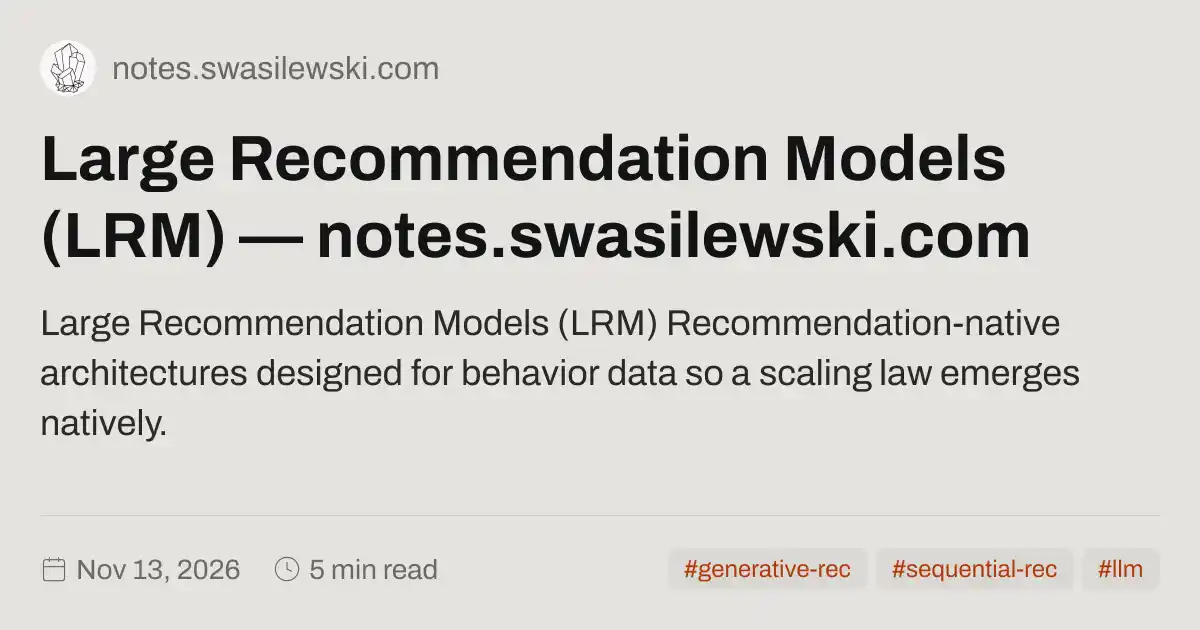 notes.swasilewski.com
Large Recommendation Models
(LRM) — notes.swasilewski.com
Large Recommendation Models (LRM) Recommendation-native
architectures designed for behavior data so a scaling law emerges
natively.
Nov 13, 2026 5 min read #generative-rec #sequential-rec #llm